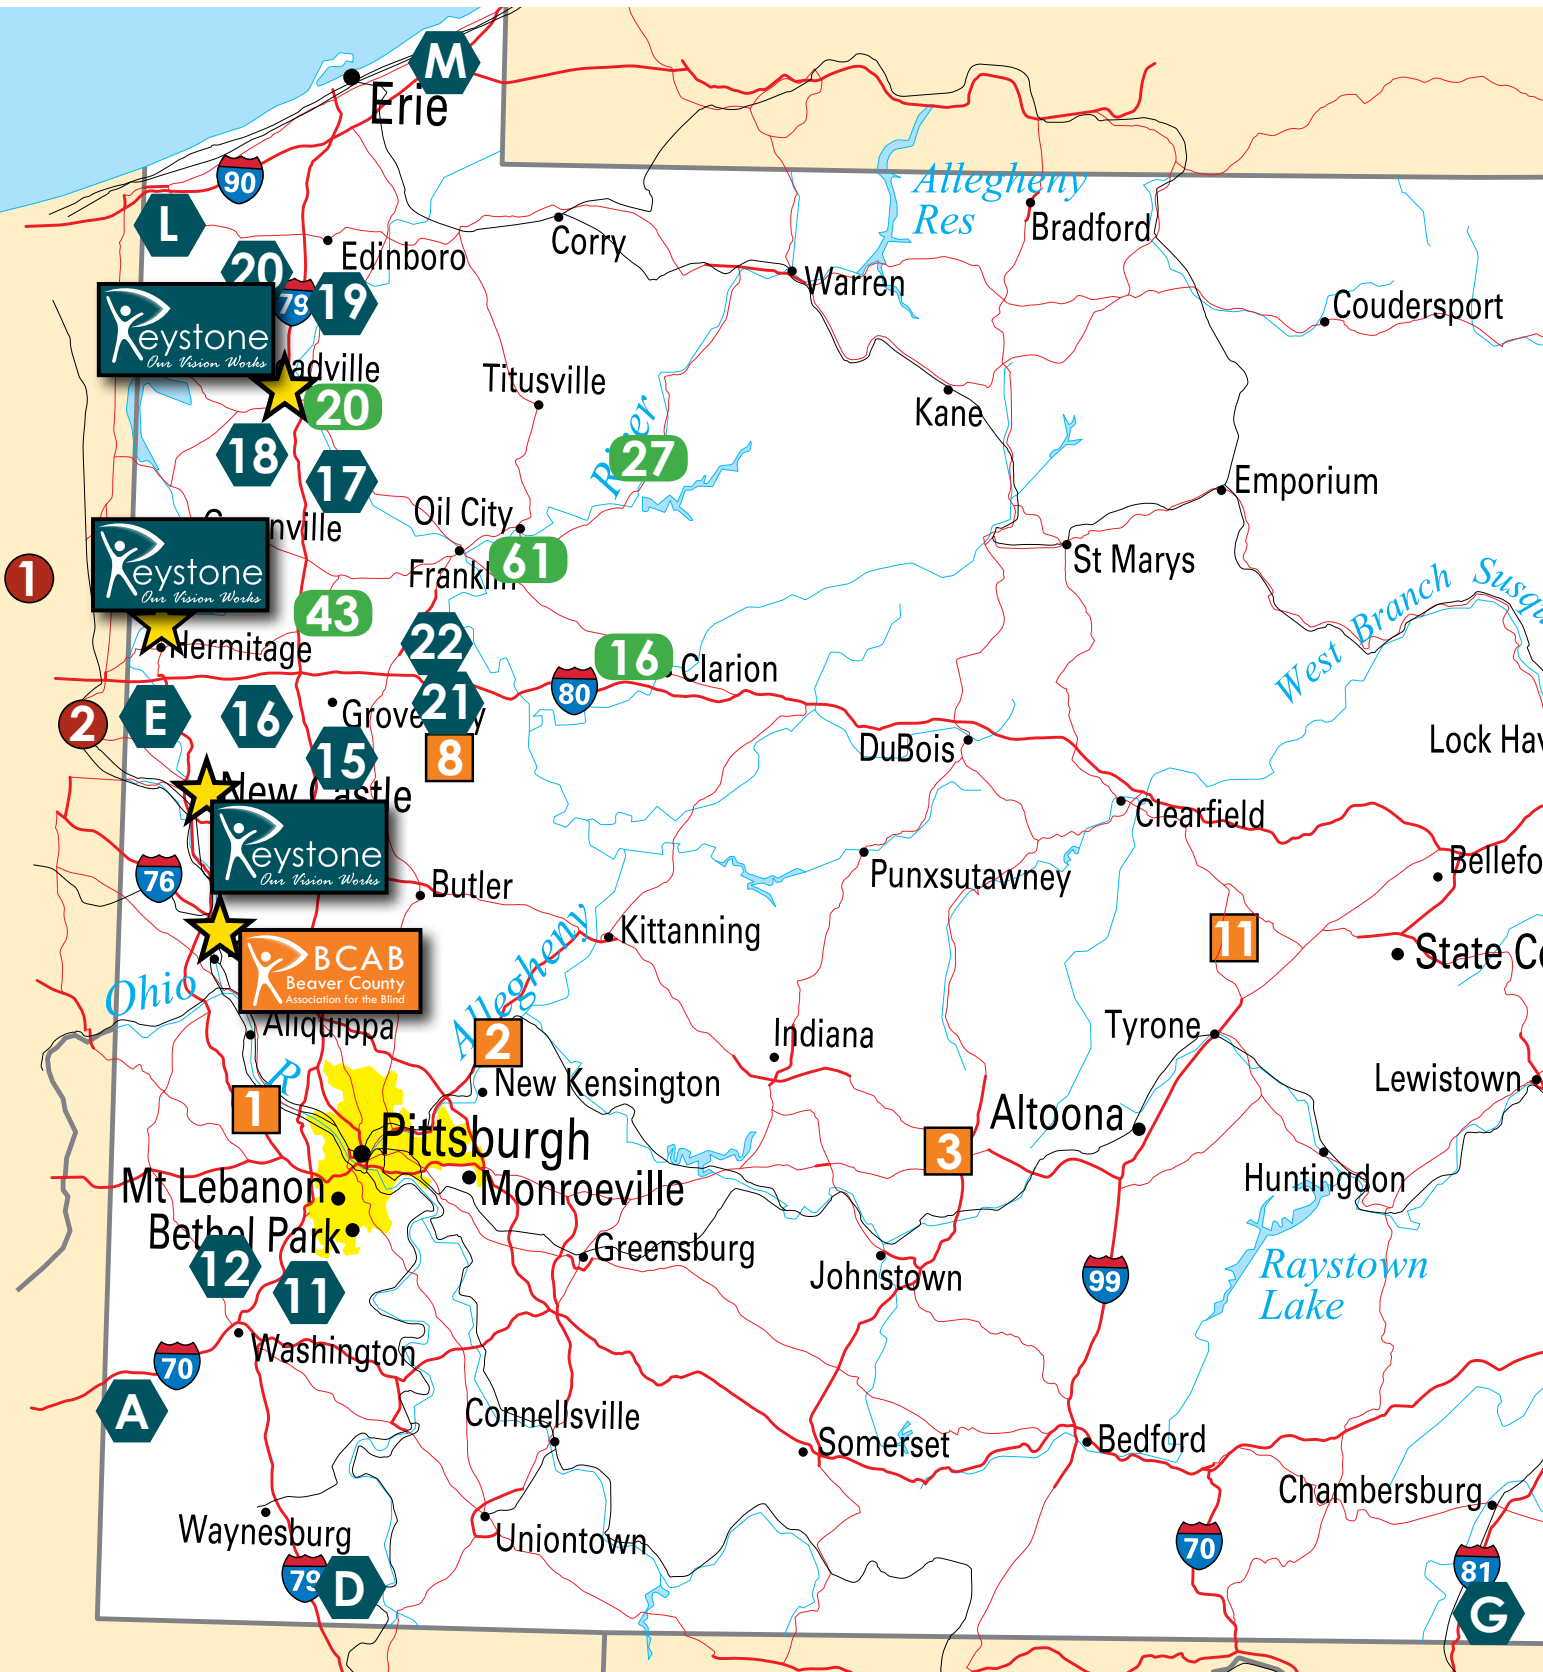 M
Erie
90
L
Allegheny
Res
Bradford
Corry
20
Edinboro
79
19
Warren
Coudersport
Keystone
Our Vision Works
adville
20
Titusville
Kane
River
27
18
17
Oil City
Emporium
nville
Franklin
61
St Marys
Keystone
Our Vision Works
1
43
Hermitage
22
16
Clarion
80
West Branch Susqu
E
16
Grove
y
21
2
15
8
DuBois
Lock Hav
New Castle
Clearfield
Keystone
Our Vision Works
76
Butler
Punxsutawney
Bellefo
Kittanning
11
State Co
BCAB
Beaver County
Association for the Blind
Ohio
R
Allegheny
Aliquippa
2
Indiana
Tyrone
New Kensington
Lewistown
1
Altoona
Pittsburgh
3
Mt Lebanon
Monroeville
Huntingdon
Bethel Park
Greensburg
12
11
Johnstown
99
Raystown
Lake
Washington
70
A
Connellsville
Somerset
Bedford
Chambersburg
Waynesburg
Uniontown
70
79
D
81
G